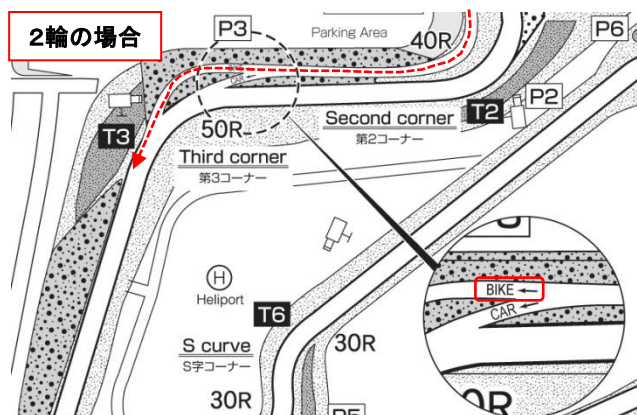 2輪の場合
P3
Parking Area
40R
P6
T3
50R
Second corner
第2コーナー
T2
P2
Third corner
第3コーナー
H
Heliport
BIKE
CAR
T6
S curve
S字コーナー
30R
30R